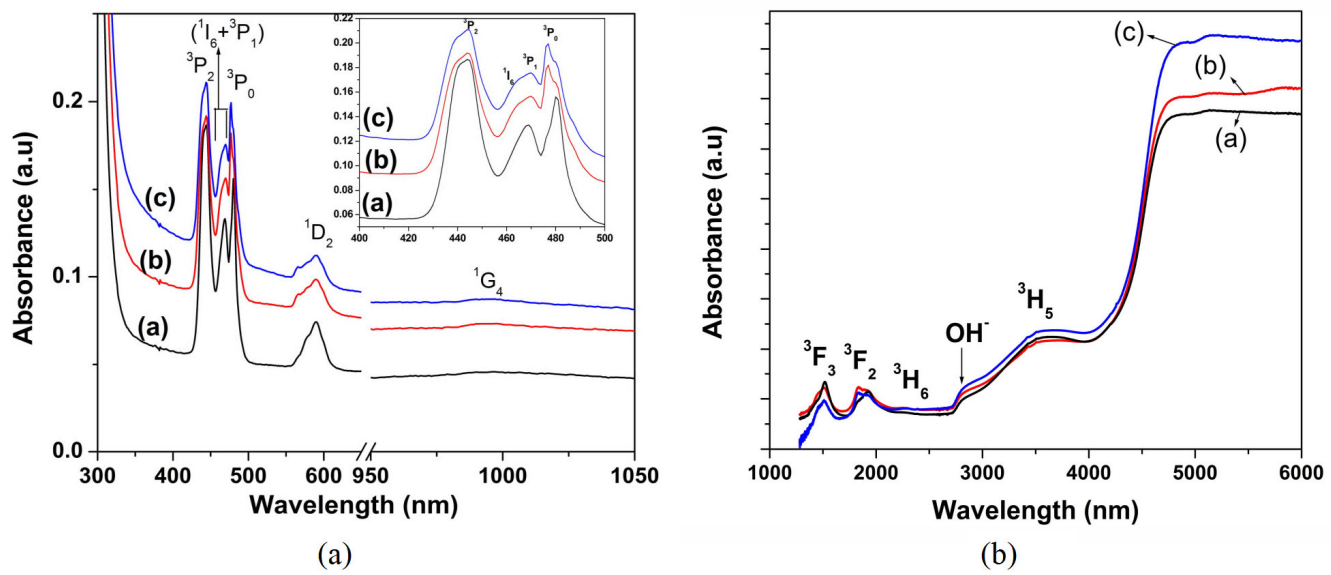 (¹I₆+³P₁)
³P₂
³P₀
¹D₂
¹G₄
(c)
(b)
(a)
0.2
0.1
0.0
Absorbance (a.u)
300 400 500 600 950 1000 1050
Wavelength (nm)
0.22
0.20
0.18
0.16
0.14
0.12
0.10
0.08
0.06
³P₂
¹I₆
³P₁
³P₀
(c)
(b)
(a)
400 420 440 460 480 500
(a)
Absorbance (a.u)
(c)
(b)
(a)
³F₃
³F₂
³H₆
OH⁻
³H₅
1000 2000 3000 4000 5000 6000
Wavelength (nm)
(b)